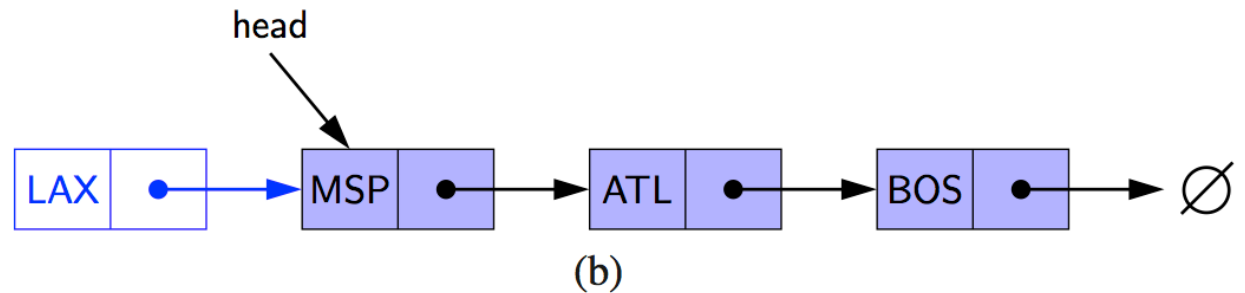 head
LAX MSP ATL BOS ∅
(b)